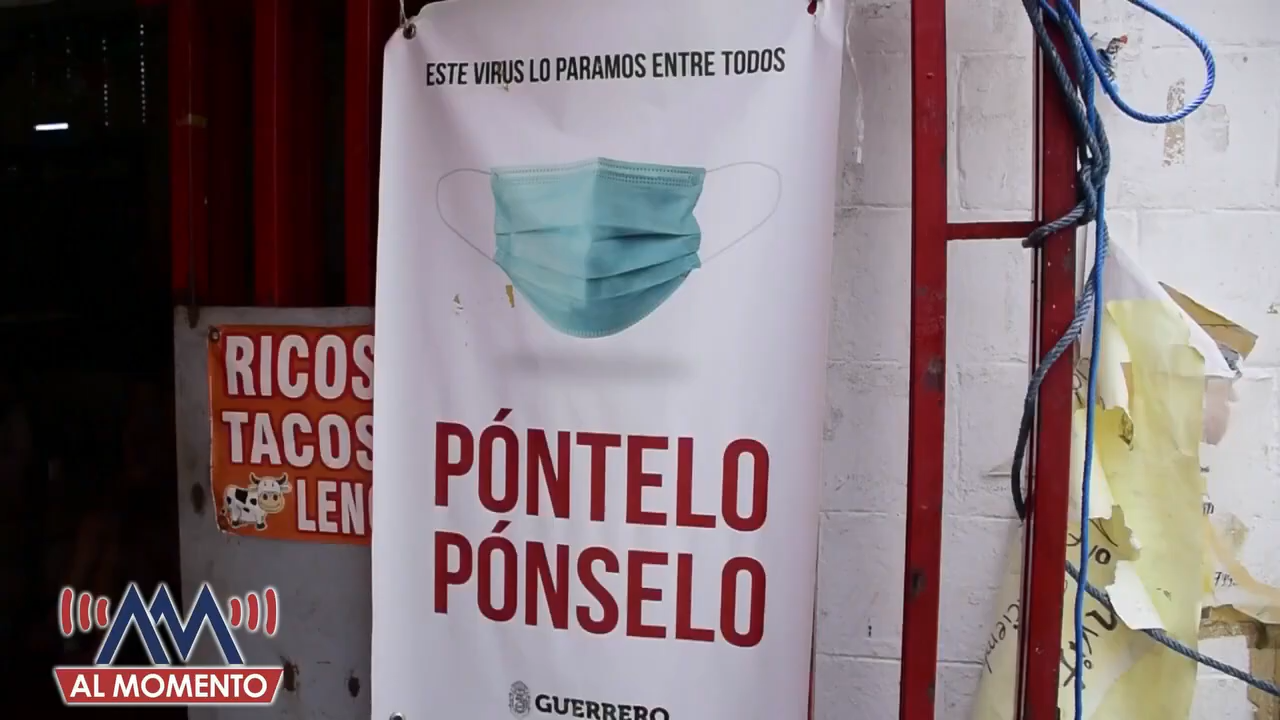 ESTE VIRUS LO PARAMOS ENTRE TODOS
PÓNTELO
PÓNSELO
GUERRERO
RICOS
TACOS
AL MOMENTO